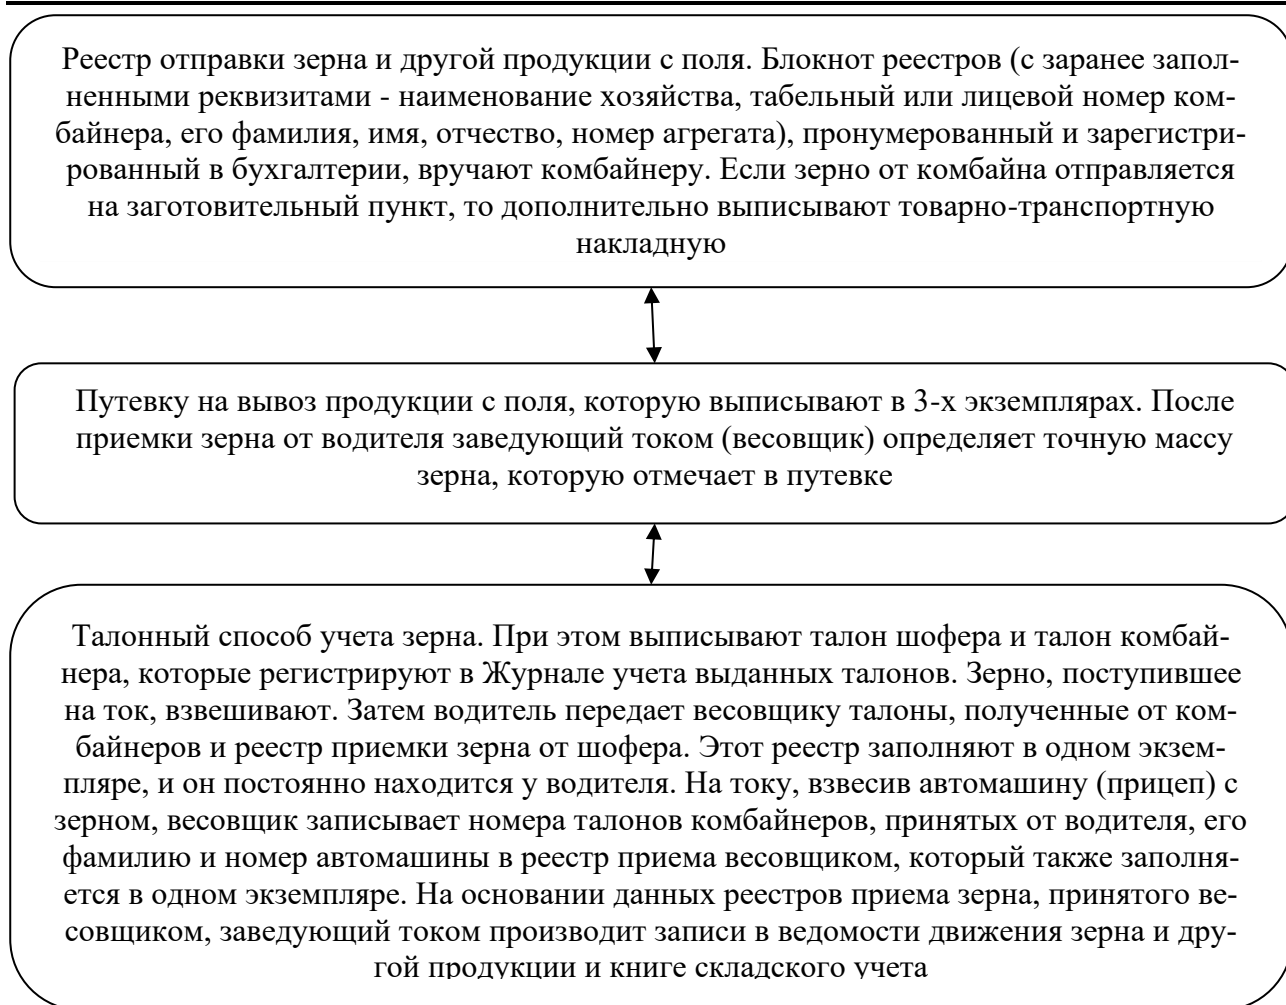 Реестр отправки зерна и другой продукции с поля. Блокнот реестров (с заранее запол-
ненными реквизитами - наименование хозяйства, табельный или лицевой номер ком-
байнера, его фамилия, имя, отчество, номер агрегата), пронумерованный и зарегистри-
рованный в бухгалтерии, вручают комбайнеру. Если зерно от комбайна отправляется
на заготовительный пункт, то дополнительно выписывают товарно-транспортную
накладную
Путевку на вывоз продукции с поля, которую выписывают в 3-х экземплярах. После
приемки зерна от водителя заведующий током (весовщик) определяет точную массу
зерна, которую отмечает в путевке
Талонный способ учета зерна. При этом выписывают талон шофера и талон комбай-
нера, которые регистрируют в Журнале учета выданных талонов. Зерно, поступившее
на ток, взвешивают. Затем водитель передает весовщику талоны, полученные от ком-
байнеров и реестр приемки зерна от шофера. Этот реестр заполняют в одном экзем-
пляре, и он постоянно находится у водителя. На току, взвесив автомашину (прицеп) с
зерном, весовщик записывает номера талонов комбайнеров, принятых от водителя, его
фамилию и номер автомашины в реестр приема весовщиком, который также заполня-
ется в одном экземпляре. На основании данных реестров приема зерна, принятого ве-
совщиком, заведующий током производит записи в ведомости движения зерна и дру-
гой продукции и книге складского учета